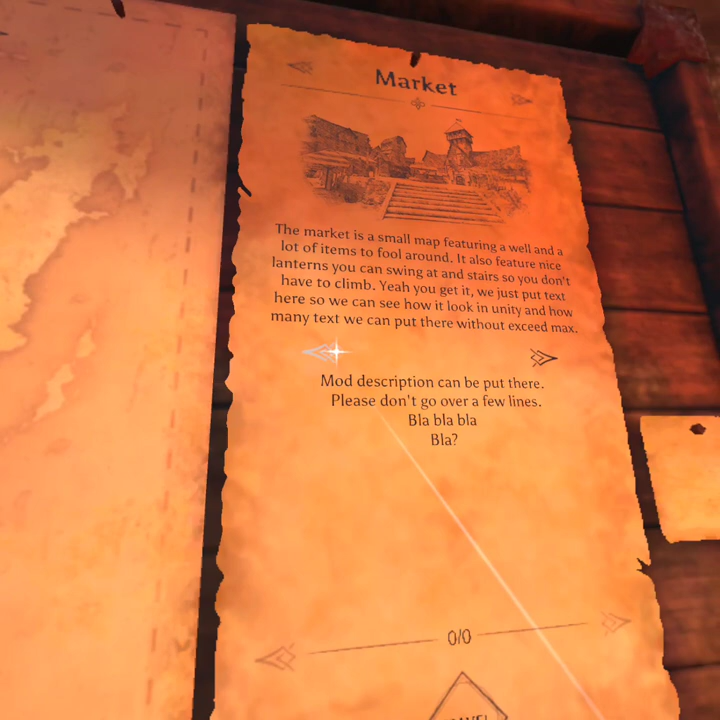 Market
The market is a small map featuring a well and a
lot of items to fool around. It also feature nice
lanterns you can swing at and stairs so you don't
have to climb. Yeah you get it, we just put text
here so we can see how it look in unity and how
many text we can put there without exceed max.
Mod description can be put there.
Please don't go over a few lines.
Bla bla bla
Bla?
0/0